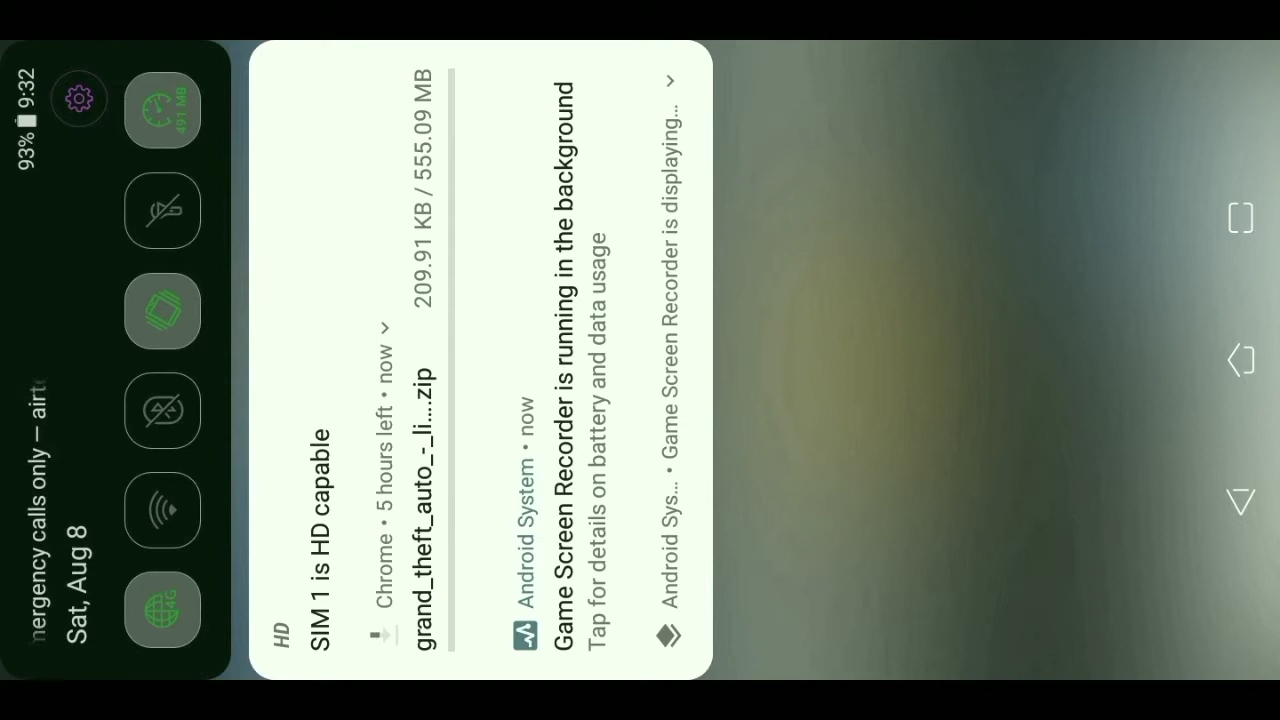 93% 9:32
mergency calls only — airt
Sat, Aug 8
4G
491 MB
HD
SIM 1 is HD capable
Chrome • 5 hours left • now
grand_theft_auto_-_li....zip 209.91 KB / 555.09 MB
Android System • now
Game Screen Recorder is running in the background
Tap for details on battery and data usage
Android Sys… • Game Screen Recorder is displaying…